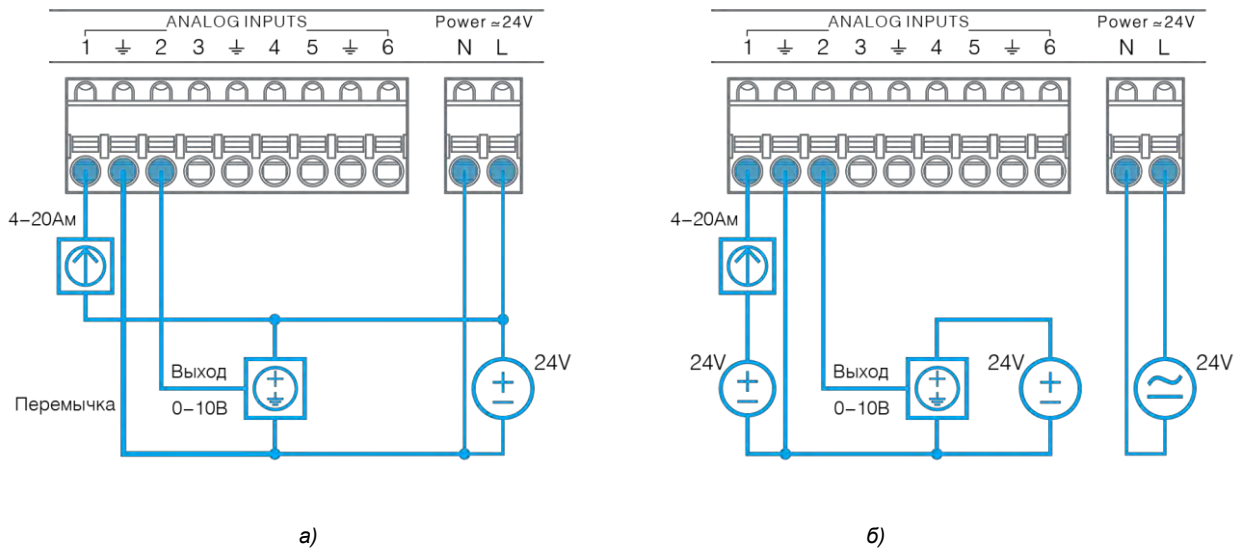 ANALOG INPUTS
Power ≃24V
1 ⏚ 2 3 ⏚ 4 5 ⏚ 6
N L
4–20Ам
Выход
0–10В
24V
Перемычка
а)
ANALOG INPUTS
Power ≃24V
1 ⏚ 2 3 ⏚ 4 5 ⏚ 6
N L
4–20Ам
24V
Выход
0–10В
24V
24V
б)